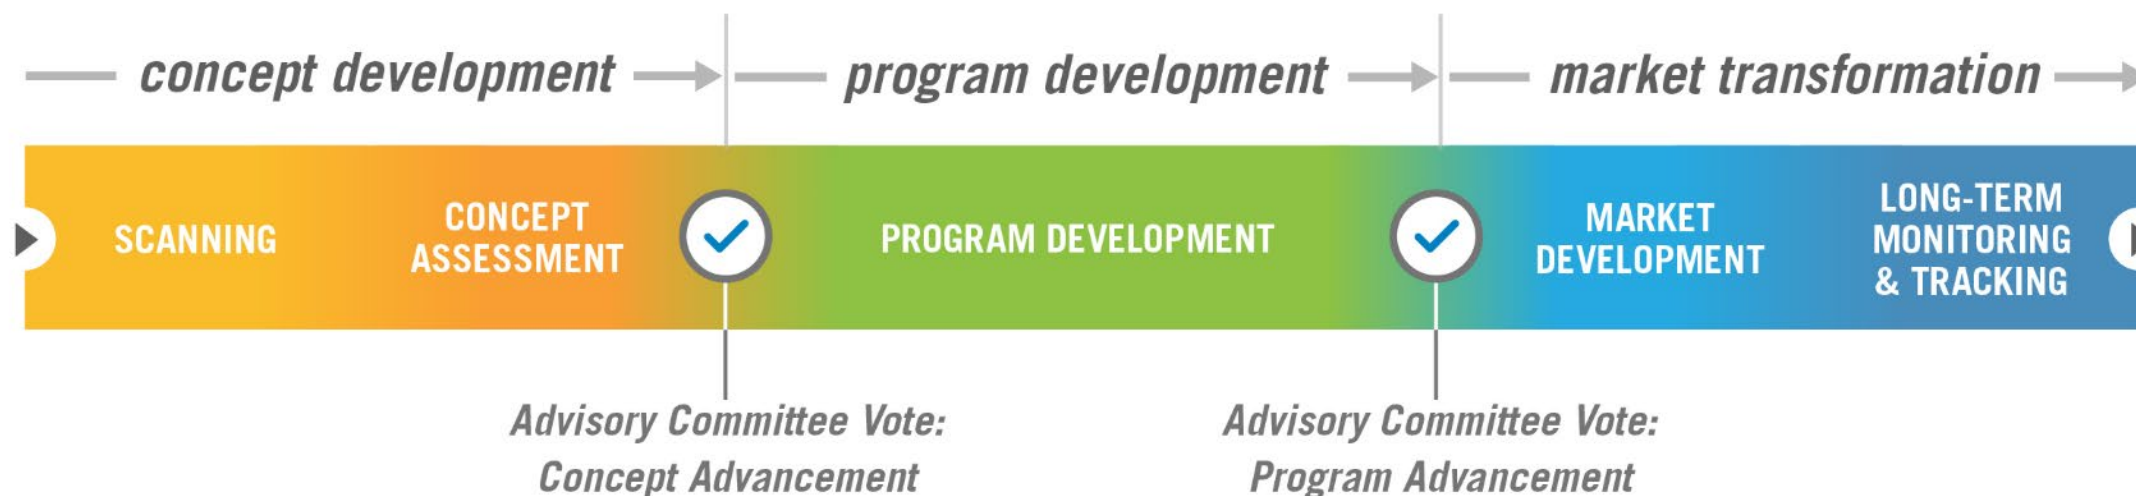 concept development
program development
market transformation
SCANNING
CONCEPT
ASSESSMENT
PROGRAM DEVELOPMENT
MARKET
DEVELOPMENT
LONG-TERM
MONITORING
& TRACKING
Advisory Committee Vote:
Concept Advancement
Advisory Committee Vote:
Program Advancement